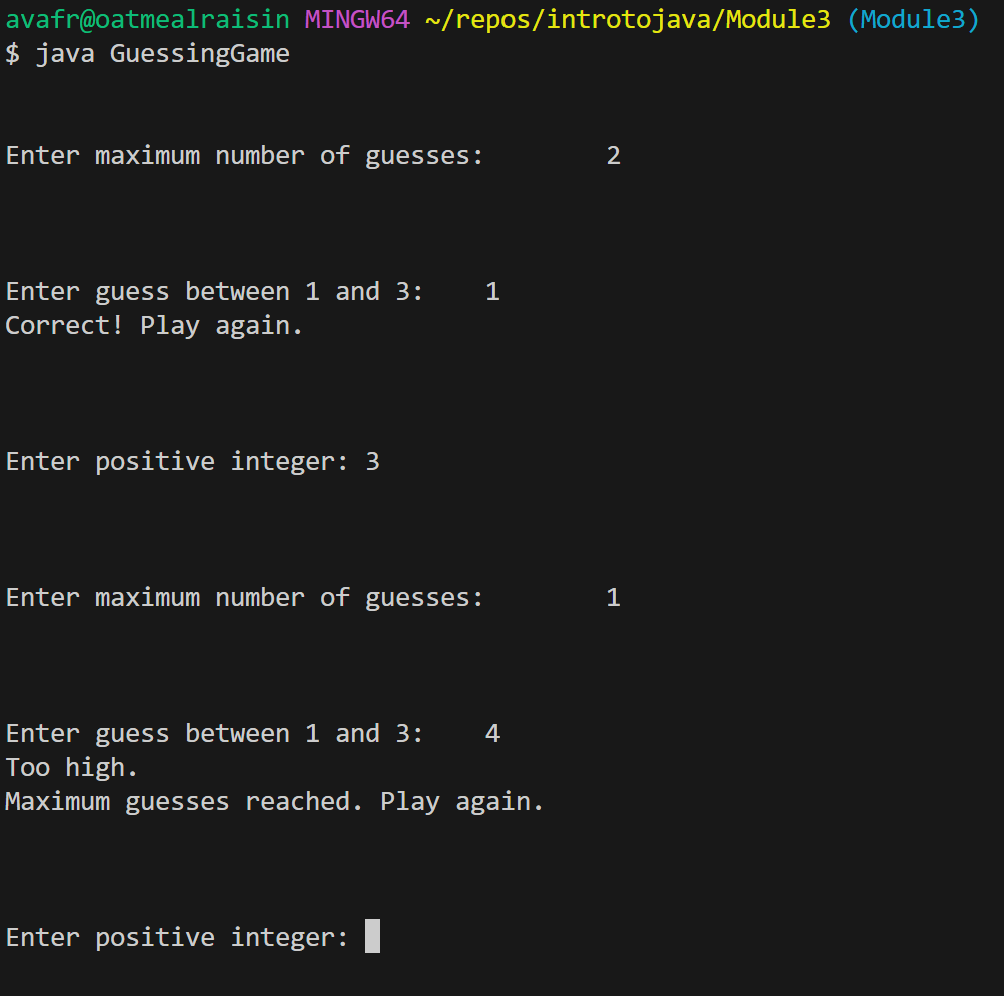 avafr@oatmealraisin MINGW64 ~/repos/introtojava/Module3 (Module3)
$ java GuessingGame
Enter maximum number of guesses:        2
Enter guess between 1 and 3:    1
Correct! Play again.
Enter positive integer: 3
Enter maximum number of guesses:        1
Enter guess between 1 and 3:    4
Too high.
Maximum guesses reached. Play again.
Enter positive integer: